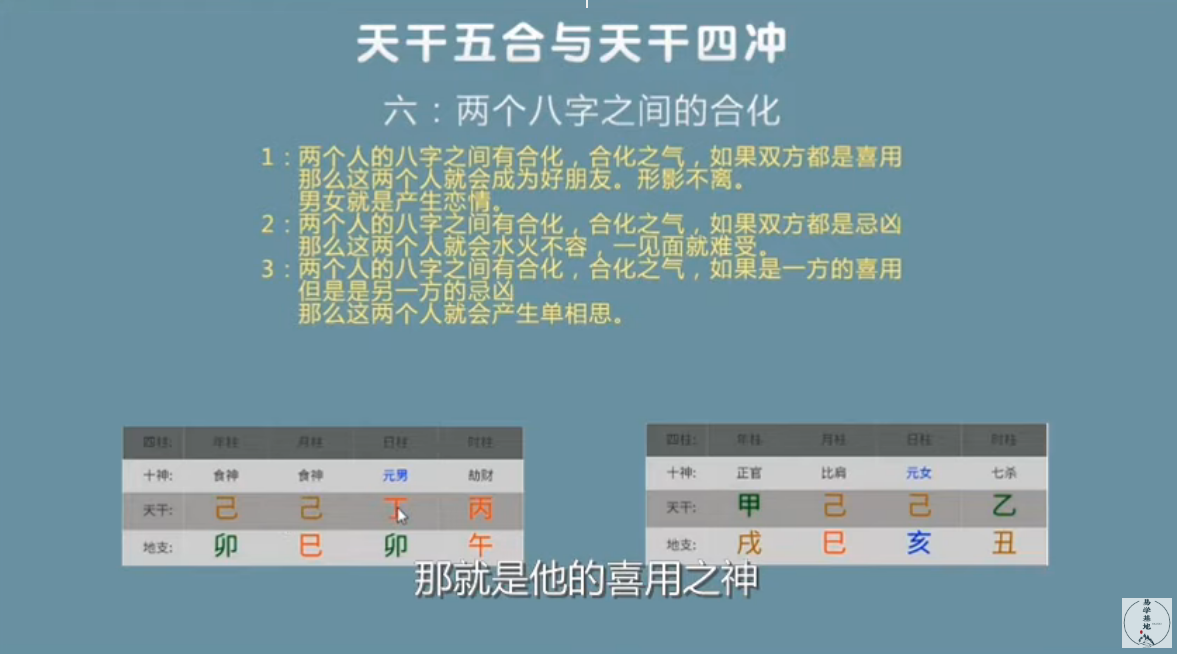 天干五合与天干四冲
六：两个八字之间的合化
1：两个人的八字之间有合化，合化之气，如果双方都是喜用
那么这两个人就会成为好朋友。形影不离。
男女就是产生恋情。
2：两个人的八字之间有合化，合化之气，如果双方都是忌凶
那么这两个人就会水火不容，一见面就难受。
3：两个人的八字之间有合化，合化之气，如果是一方的喜用
但是是另一方的忌凶
那么这两个人就会产生单相思。
四柱: 年柱 月柱 日柱 时柱
十神: 食神 食神 元男 劫财
天干: 己 己 丁 丙
地支: 卯 巳 卯 午
四柱: 年柱 月柱 日柱 时柱
十神: 正官 比肩 元女 七杀
天干: 甲 己 己 乙
地支: 戌 巳 亥 丑
那就是他的喜用之神
易学基地